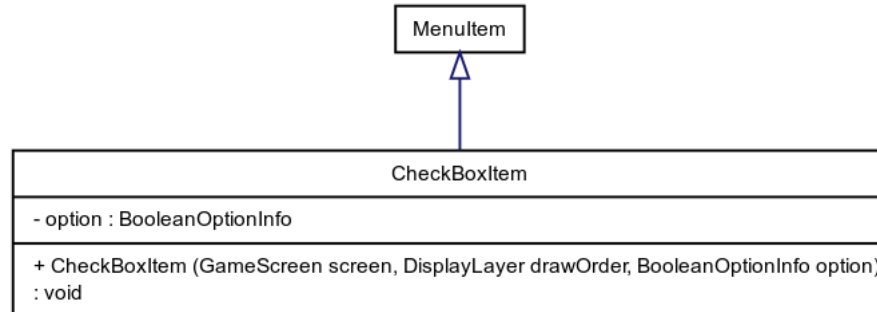 MenuItem
CheckBoxItem
- option : BooleanOptionInfo
+ CheckBoxItem (GameScreen screen, DisplayLayer drawOrder, BooleanOptionInfo option)
: void